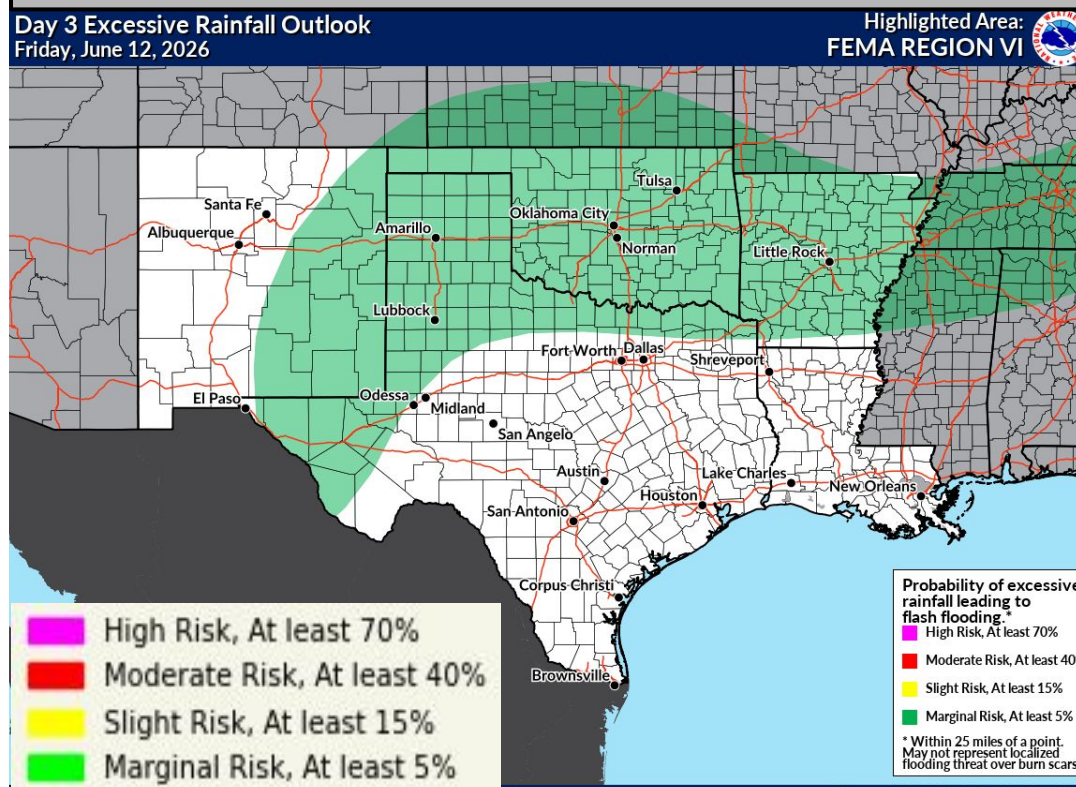 Day 3 Excessive Rainfall Outlook
Friday, June 12, 2026
Highlighted Area:
FEMA REGION VI
Santa Fe
Albuquerque
Amarillo
Tulsa
Oklahoma City
Norman
Little Rock
Lubbock
Fort Worth
Dallas
Shreveport
El Paso
Odessa
Midland
San Angelo
Austin
Lake Charles
New Orleans
Houston
San Antonio
Corpus Christi
Brownsville
High Risk, At least 70%
Moderate Risk, At least 40%
Slight Risk, At least 15%
Marginal Risk, At least 5%
Probability of excessive
rainfall leading to
flash flooding.*
High Risk, At least 70%
Moderate Risk, At least 40%
Slight Risk, At least 15%
Marginal Risk, At least 5%
* Within 25 miles of a point.
May not represent localized
flooding threat over burn scars